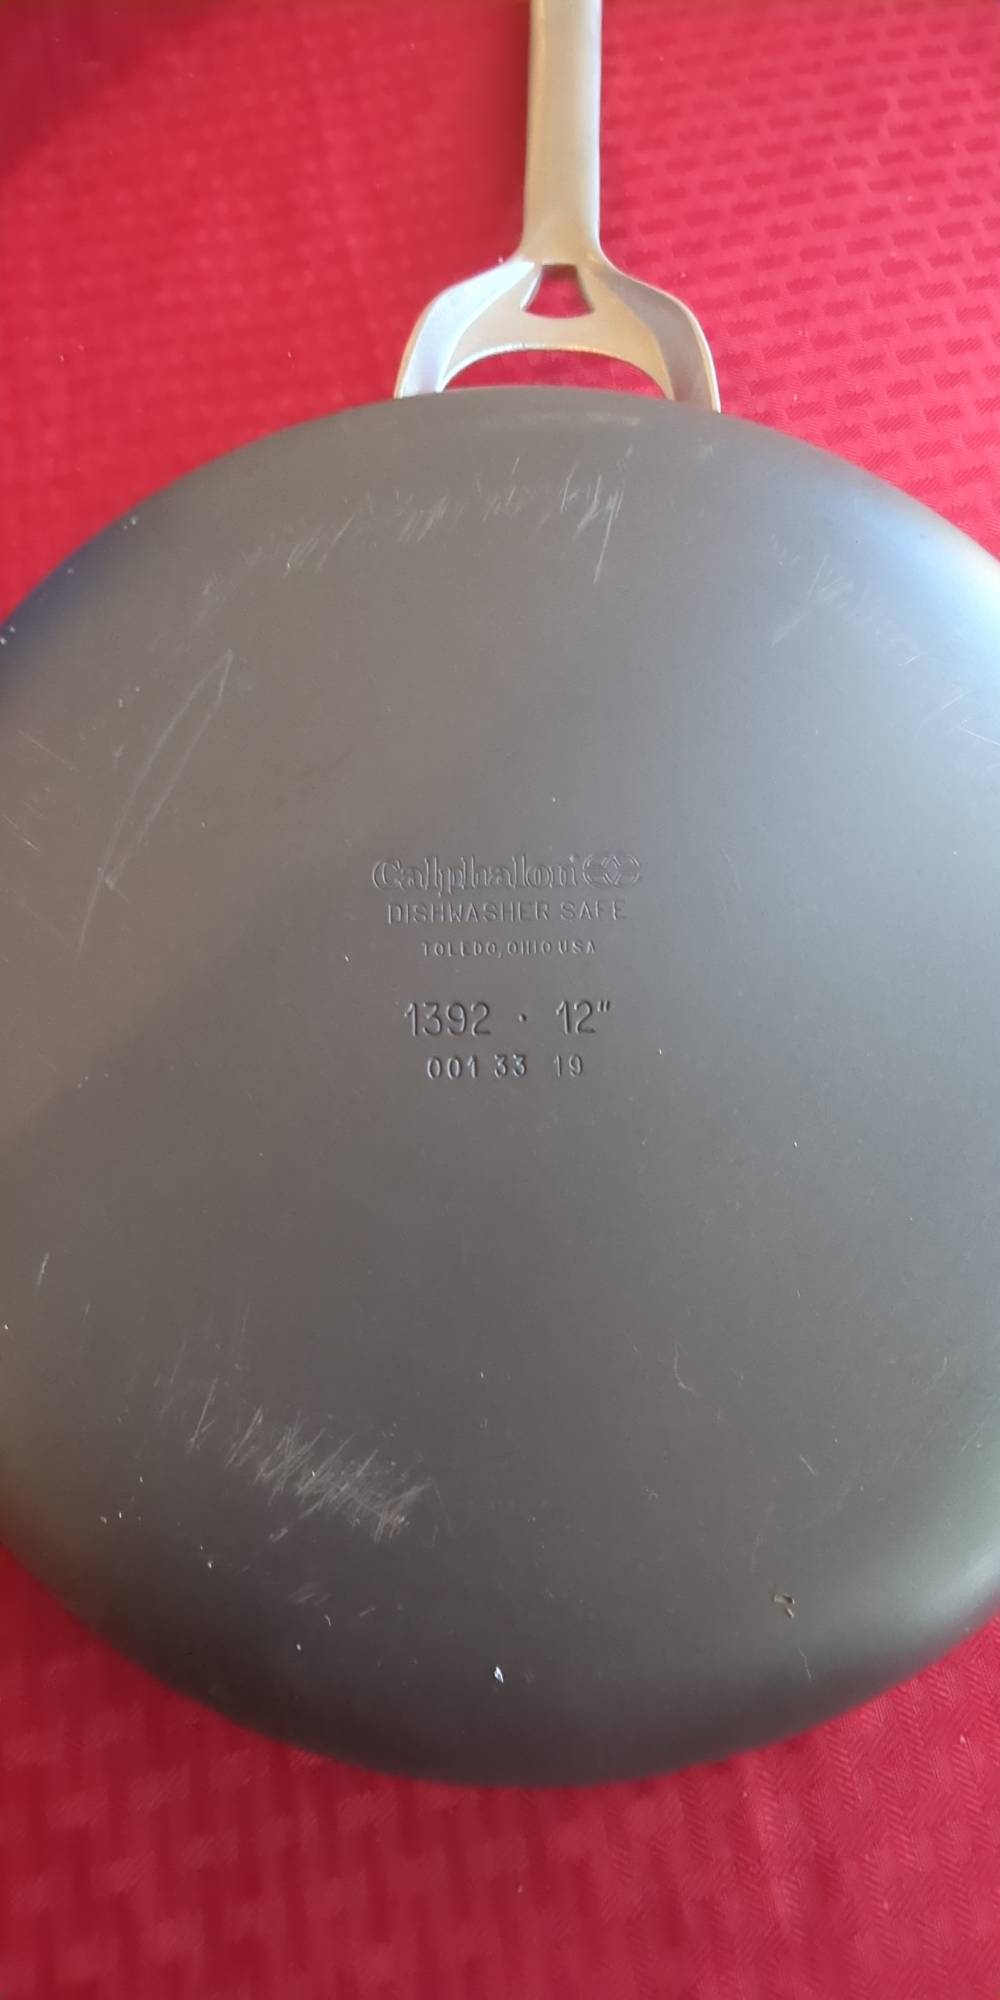 Calphalon
DISHWASHER SAFE
TOLEDO, OHIO USA
1392 · 12"
001 33 19